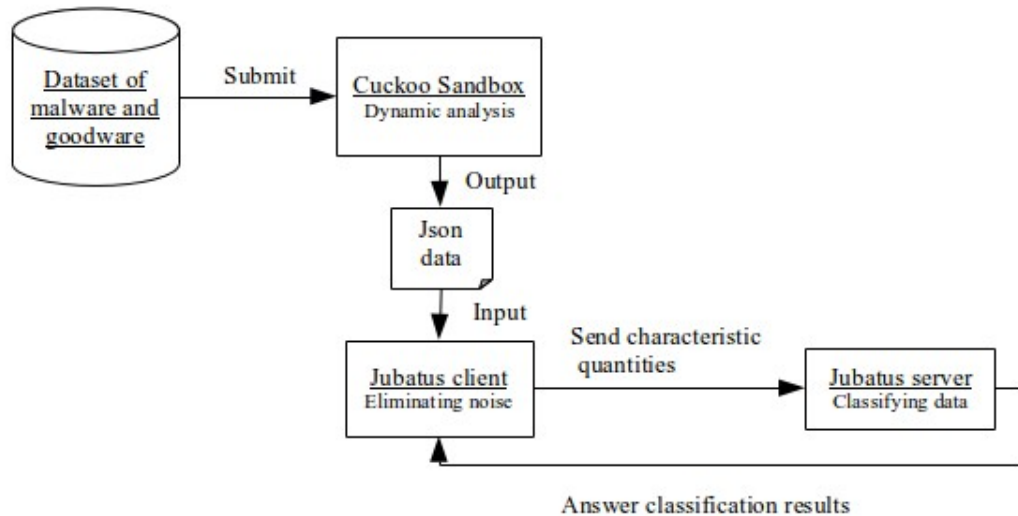 Dataset of
malware and
goodware
Submit
Cuckoo Sandbox
Dynamic analysis
Output
Json
data
Input
Jubatus client
Eliminating noise
Send characteristic
quantities
Jubatus server
Classifying data
Answer classification results